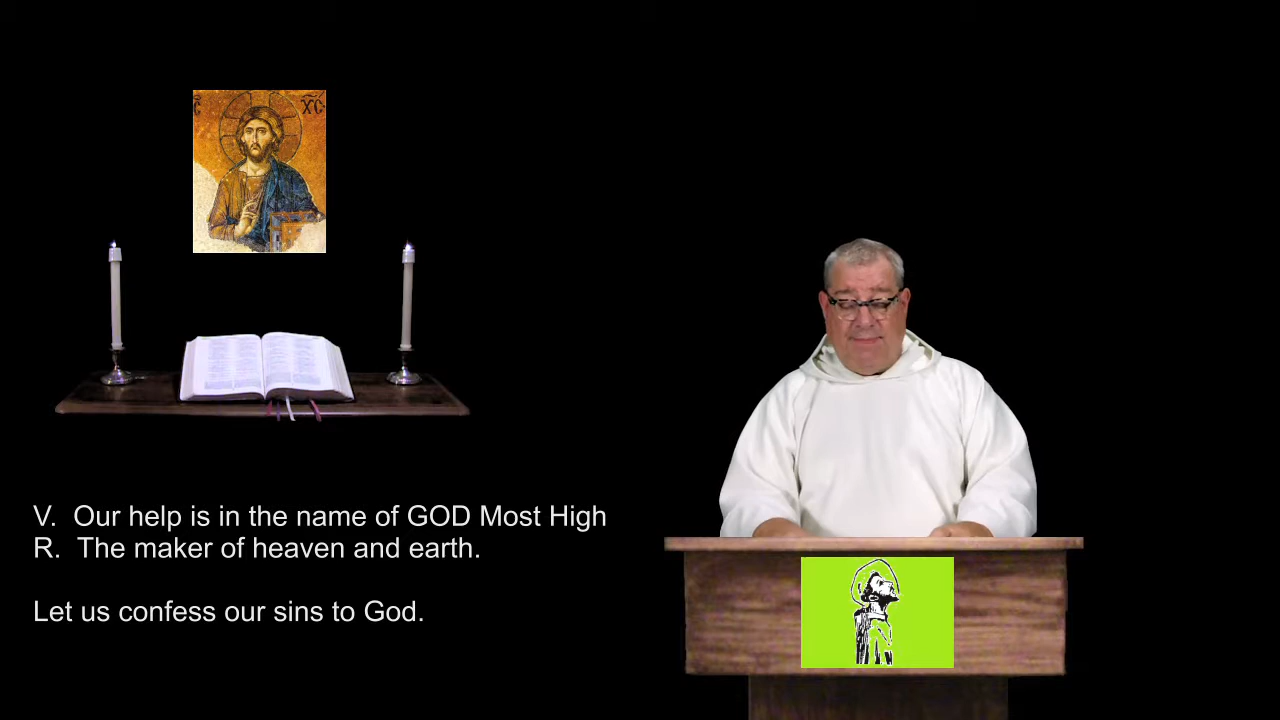 XC
V. Our help is in the name of GOD Most High
R. The maker of heaven and earth.
Let us confess our sins to God.